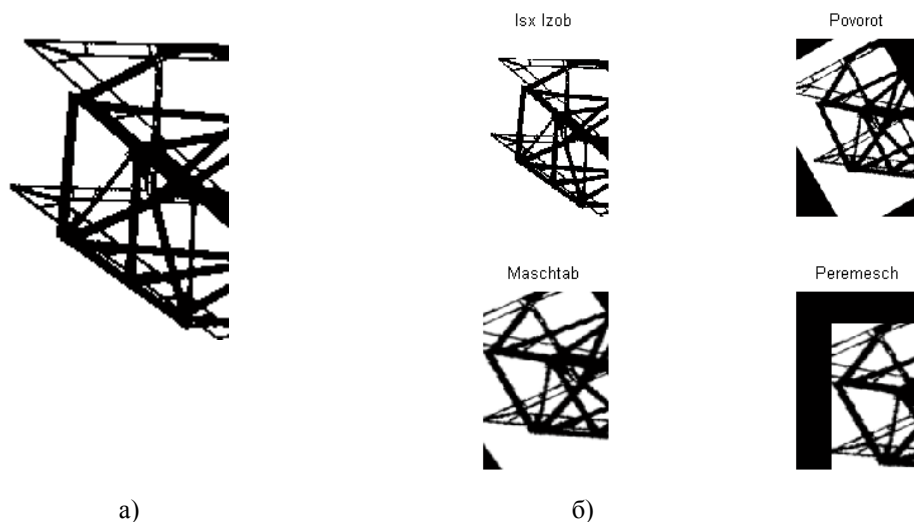 Isx Izob
Povorot
Maschtab
Peremesch
а)
б)